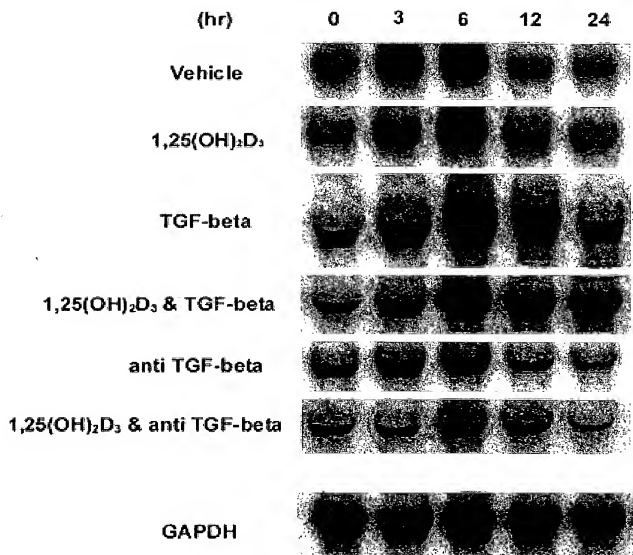 (hr) 0 3 6 12 24
Vehicle
1,25(OH)₂D₃
TGF-beta
1,25(OH)₂D₃ & TGF-beta
anti TGF-beta
1,25(OH)₂D₃ & anti TGF-beta
GAPDH